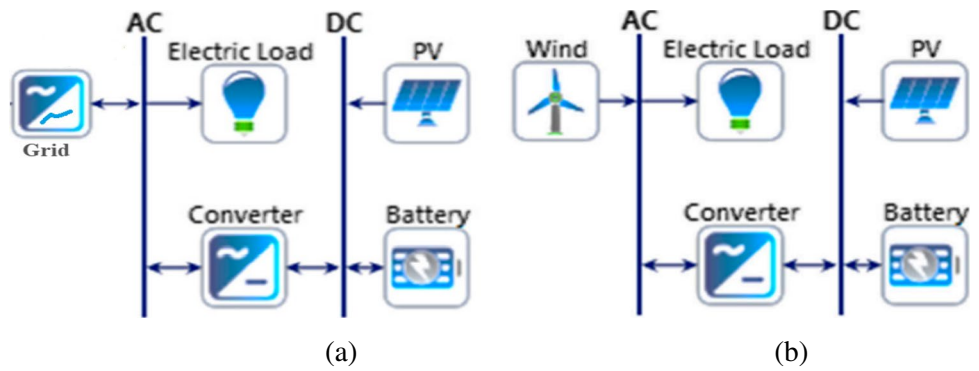 AC DC
Electric Load PV
Grid
Converter Battery
(a)
AC DC
Wind Electric Load PV
Converter Battery
(b)